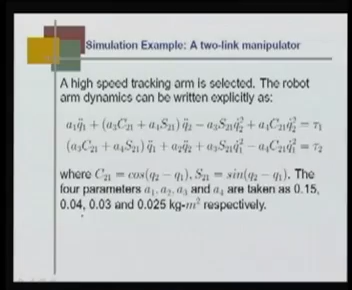 Simulation Example: A two-link manipulator
A high speed tracking arm is selected. The robot
arm dynamics can be written explicitly as:
a₁q̈₁ + (a₃C₂₁ + a₄S₂₁) q̈₂ − a₃S₂₁q̇₂² + a₄C₂₁q̇₂² = τ₁
(a₃C₂₁ + a₄S₂₁) q̈₁ + a₂q̈₂ + a₃S₂₁q̇₁² − a₄C₂₁q̇₁² = τ₂
where C₂₁ = cos(q₂ − q₁), S₂₁ = sin(q₂ − q₁). The
four parameters a₁, a₂, a₃ and a₄ are taken as 0.15,
0.04, 0.03 and 0.025 kg-m² respectively.